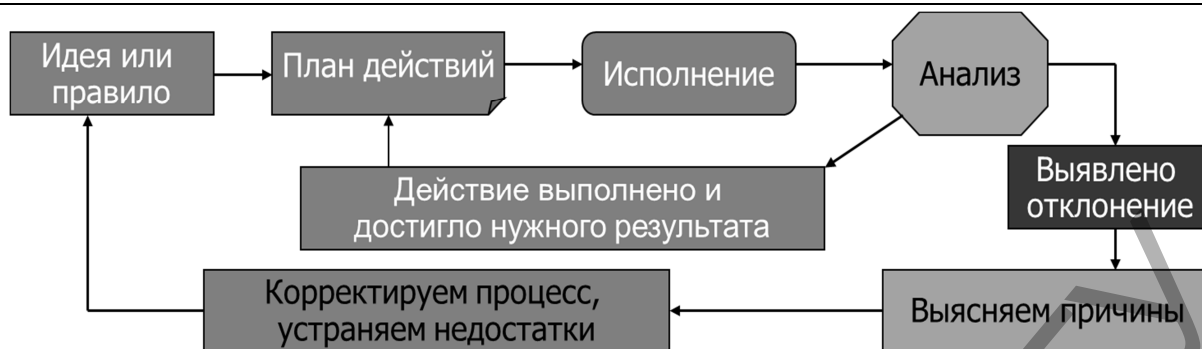 Идея или
правило
План действий
Исполнение
Анализ
Действие выполнено и
достигло нужного результата
Выявлено
отклонение
Выясняем причины
Корректируем процесс,
устраняем недостатки